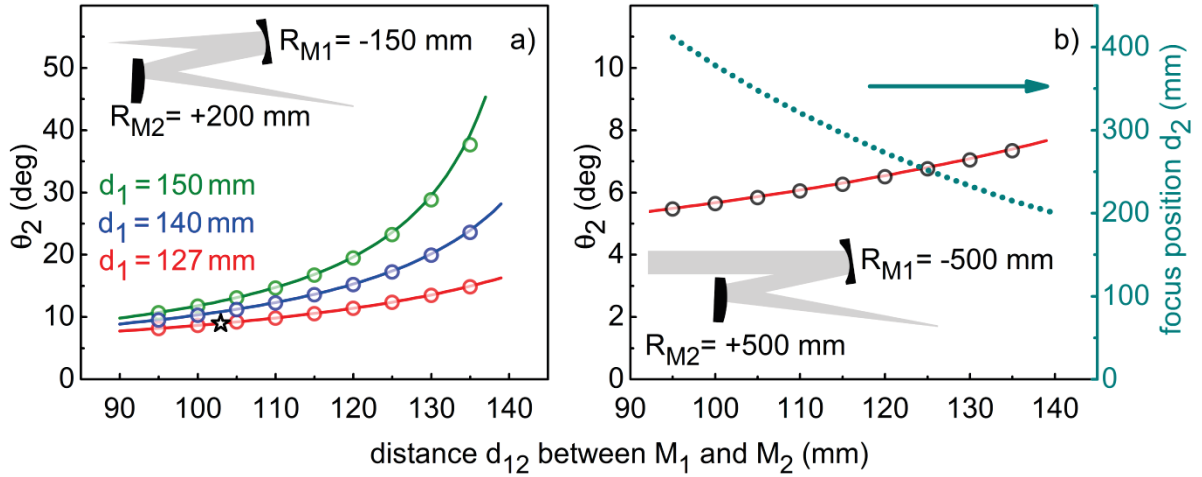 a)
R_M1 = -150 mm
R_M2 = +200 mm
d_1 = 150 mm
d_1 = 140 mm
d_1 = 127 mm
θ_2 (deg)
50
40
30
20
10
0
90 100 110 120 130 140
b)
R_M1 = -500 mm
R_M2 = +500 mm
θ_2 (deg)
10
8
6
4
2
0
90 100 110 120 130 140
400
300
200
100
0
focus position d_2 (mm)
distance d_12 between M_1 and M_2 (mm)